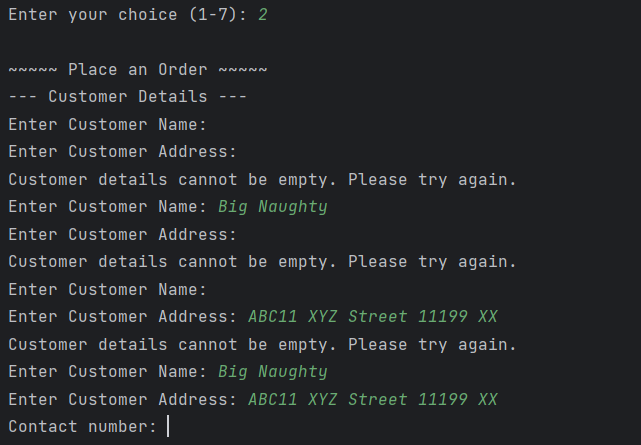 Enter your choice (1-7): 2
~~~~~ Place an Order ~~~~~
--- Customer Details ---
Enter Customer Name:
Enter Customer Address:
Customer details cannot be empty. Please try again.
Enter Customer Name: Big Naughty
Enter Customer Address:
Customer details cannot be empty. Please try again.
Enter Customer Name:
Enter Customer Address: ABC11 XYZ Street 11199 XX
Customer details cannot be empty. Please try again.
Enter Customer Name: Big Naughty
Enter Customer Address: ABC11 XYZ Street 11199 XX
Contact number: